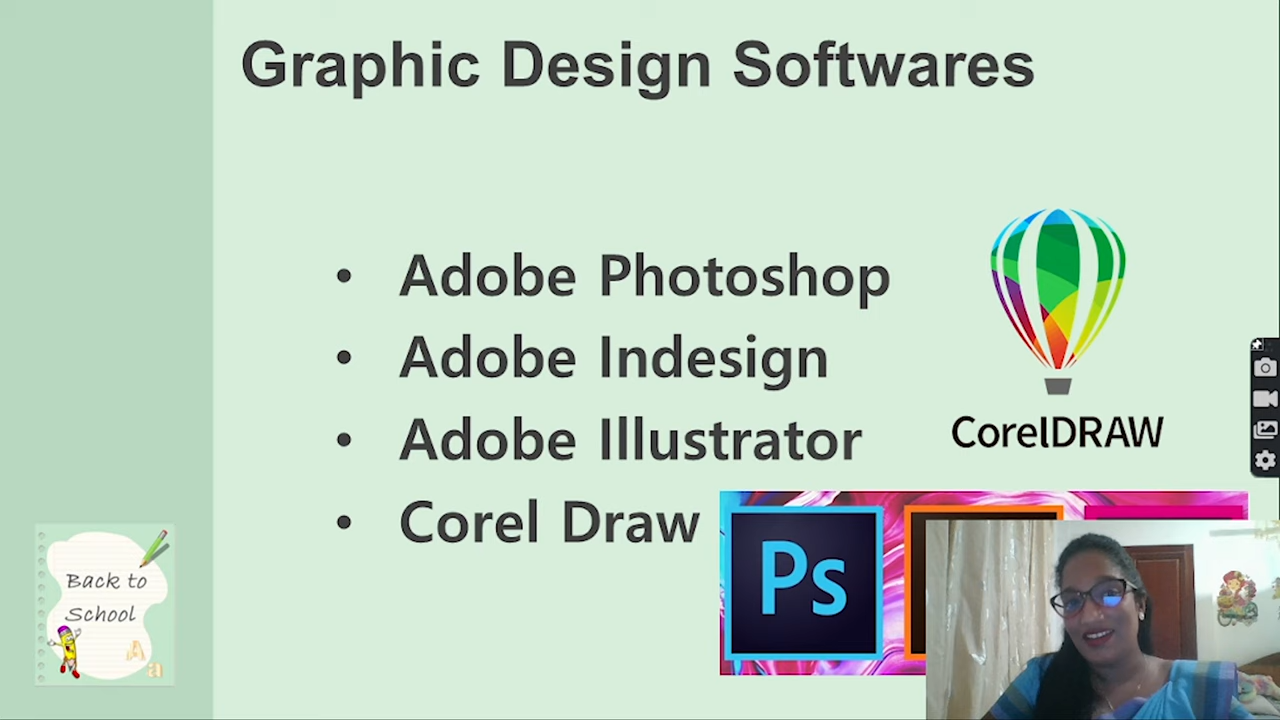 Graphic Design Softwares
• Adobe Photoshop
• Adobe Indesign
• Adobe Illustrator
• Corel Draw
CorelDRAW
Ps
Back to
School
A
a